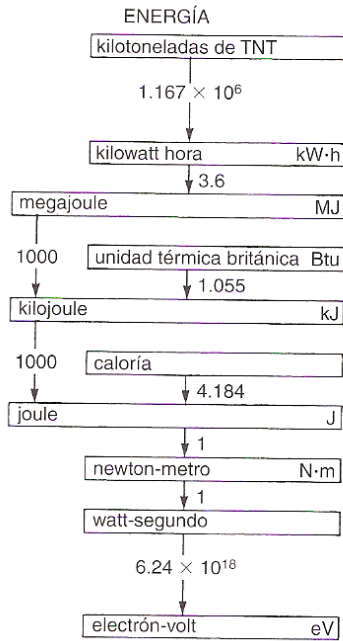 ENERGÍA
kilotoneladas de TNT
1.167 × 10⁶
kilowatt hora kW·h
3.6
megajoule MJ
1000
unidad térmica británica Btu
1.055
kilojoule kJ
1000
caloría
4.184
joule J
1
newton-metro N·m
1
watt-segundo
6.24 × 10¹⁸
electrón-volt eV